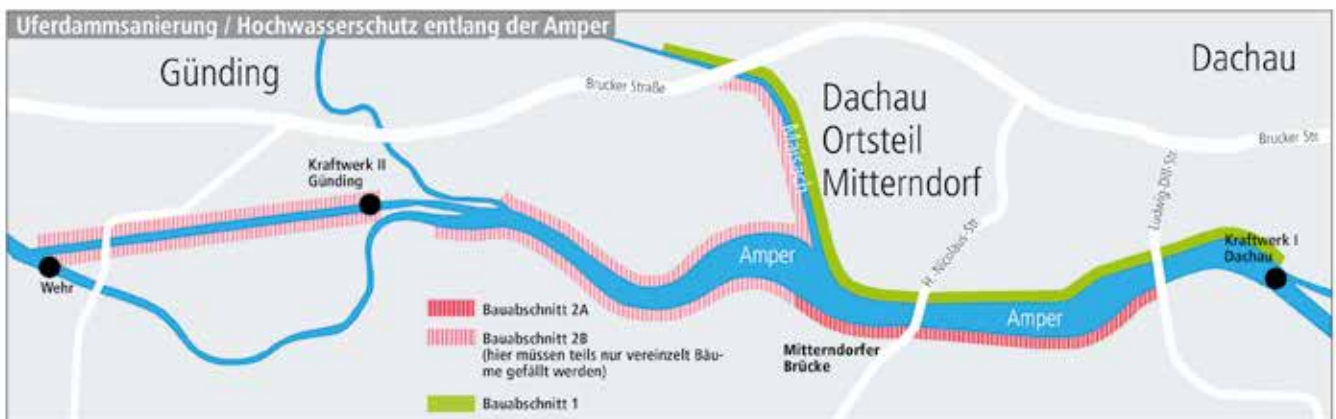 Uferdammsanierung / Hochwasserschutz entlang der Amper
Günding
Dachau
Brucker Straße
Dachau
Ortsteil
Mitterndorf
Maisach
Brucker Str.
Ludwig-Dill-Str.
Kraftwerk II
Günding
H.-Nicolaus-Str.
Kraftwerk I
Dachau
Amper
Wehr
Amper
Bauabschnitt 2A
Bauabschnitt 2B
(hier müssen teils nur vereinzelt Bäu-
me gefällt werden)
Mitterndorfer
Brücke
Bauabschnitt 1